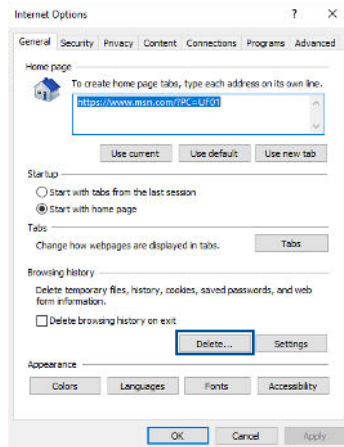 Internet Options ? ×
General Security Privacy Content Connections Programs Advanced
Home page
To create home page tabs, type each address on its own line.
https://www.msn.com/?PC=UF01
Use current Use default Use new tab
Startup
Start with tabs from the last session
Start with home page
Tabs
Change how webpages are displayed in tabs. Tabs
Browsing history
Delete temporary files, history, cookies, saved passwords, and web
form information.
Delete browsing history on exit
Delete... Settings
Appearance
Colors Languages Fonts Accessibility
OK Cancel Apply